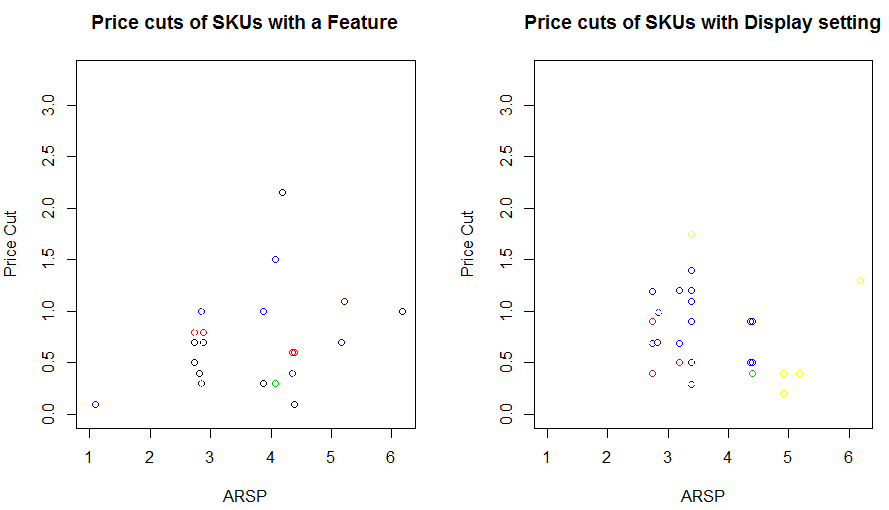 Price cuts of SKUs with a Feature
Price Cut
3.0
2.5
2.0
1.5
1.0
0.5
0.0
1 2 3 4 5 6
ARSP
Price cuts of SKUs with Display setting
Price Cut
3.0
2.5
2.0
1.5
1.0
0.5
0.0
1 2 3 4 5 6
ARSP